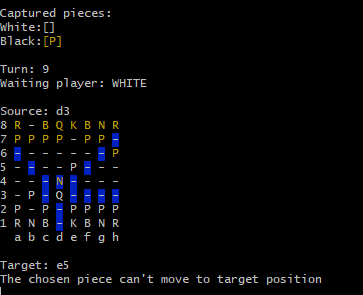 Captured pieces:
White:[]
Black:[P]
Turn: 9
Waiting player: WHITE
Source: d3
8 R - B Q K B N R
7 P P P P - P P -
6 - - - - - - - P
5 - - - - P - - -
4 - - - N - - - -
3 - P - Q - - - -
2 P - P - P P P P
1 R N B - K B N R
a b c d e f g h
Target: e5
The chosen piece can't move to target position